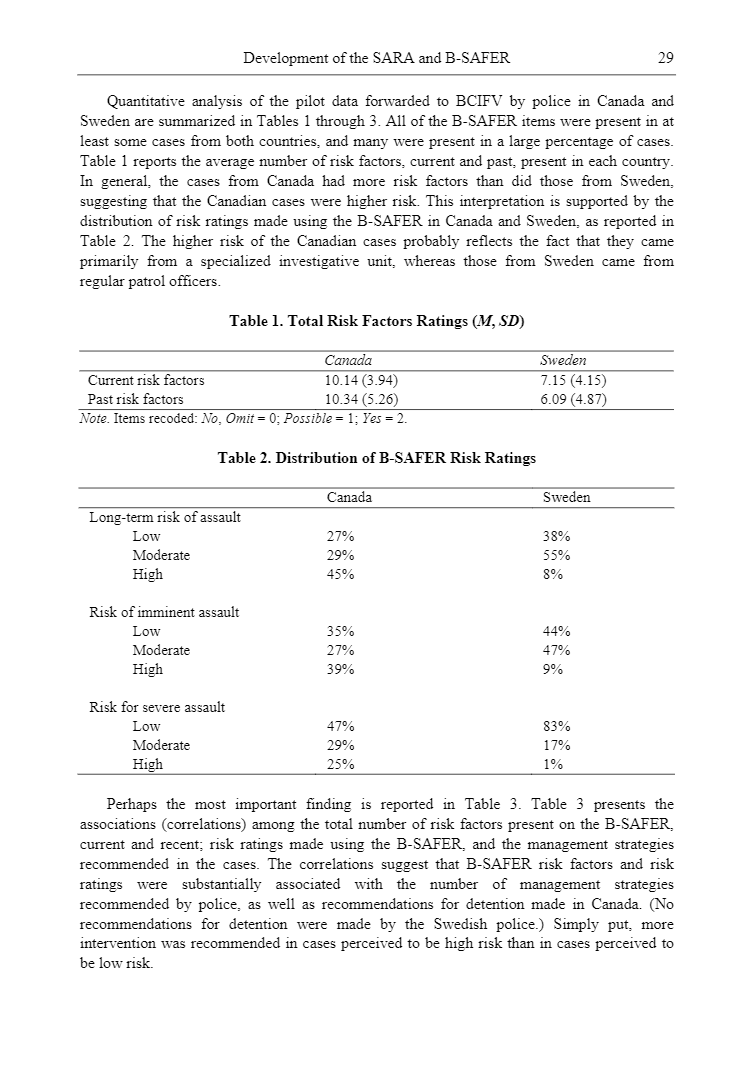 Development of the SARA and B-SAFER 29
Quantitative analysis of the pilot data forwarded to BCIFV by police in Canada and
Sweden are summarized in Tables 1 through 3. All of the B-SAFER items were present in at
least some cases from both countries, and many were present in a large percentage of cases.
Table 1 reports the average number of risk factors, current and past, present in each country.
In general, the cases from Canada had more risk factors than did those from Sweden,
suggesting that the Canadian cases were higher risk. This interpretation is supported by the
distribution of risk ratings made using the B-SAFER in Canada and Sweden, as reported in
Table 2. The higher risk of the Canadian cases probably reflects the fact that they came
primarily from a specialized investigative unit, whereas those from Sweden came from
regular patrol officers.
Table 1. Total Risk Factors Ratings (M, SD)
Canada Sweden
Current risk factors 10.14 (3.94) 7.15 (4.15)
Past risk factors 10.34 (5.26) 6.09 (4.87)
Note. Items recoded: No, Omit = 0; Possible = 1; Yes = 2.
Table 2. Distribution of B-SAFER Risk Ratings
Canada Sweden
Long-term risk of assault
Low 27% 38%
Moderate 29% 55%
High 45% 8%
Risk of imminent assault
Low 35% 44%
Moderate 27% 47%
High 39% 9%
Risk for severe assault
Low 47% 83%
Moderate 29% 17%
High 25% 1%
Perhaps the most important finding is reported in Table 3. Table 3 presents the
associations (correlations) among the total number of risk factors present on the B-SAFER,
current and recent; risk ratings made using the B-SAFER, and the management strategies
recommended in the cases. The correlations suggest that B-SAFER risk factors and risk
ratings were substantially associated with the number of management strategies
recommended by police, as well as recommendations for detention made in Canada. (No
recommendations for detention were made by the Swedish police.) Simply put, more
intervention was recommended in cases perceived to be high risk than in cases perceived to
be low risk.